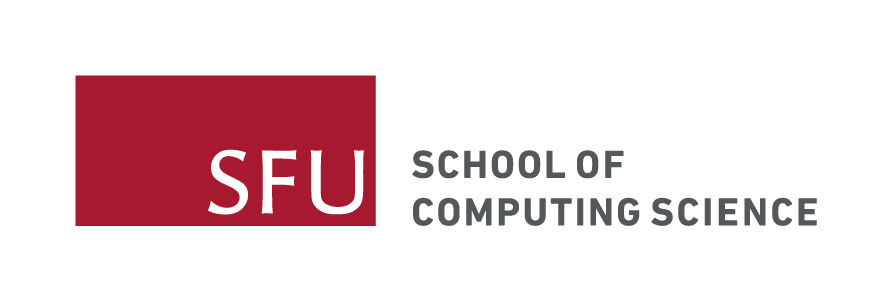 SFU
SCHOOL OF
COMPUTING SCIENCE